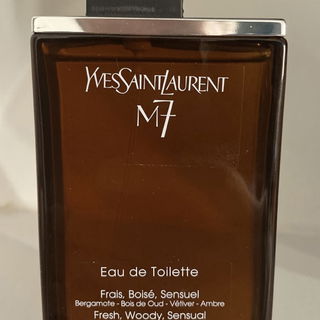 YVESSAINTLAURENT
M7
Eau de Toilette
Frais, Boisé, Sensuel
Bergamote - Bois de Oud - Vétiver - Ambre
Fresh, Woody, Sensual